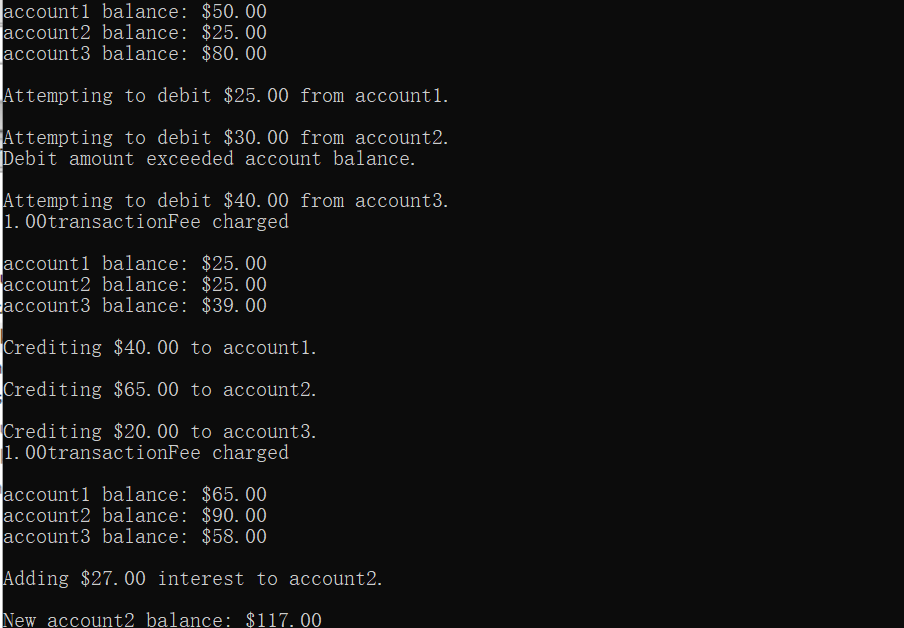 account1 balance: $50.00
account2 balance: $25.00
account3 balance: $80.00
Attempting to debit $25.00 from account1.
Attempting to debit $30.00 from account2.
Debit amount exceeded account balance.
Attempting to debit $40.00 from account3.
1.00transactionFee charged
account1 balance: $25.00
account2 balance: $25.00
account3 balance: $39.00
Crediting $40.00 to account1.
Crediting $65.00 to account2.
Crediting $20.00 to account3.
1.00transactionFee charged
account1 balance: $65.00
account2 balance: $90.00
account3 balance: $58.00
Adding $27.00 interest to account2.
New account2 balance: $117.00